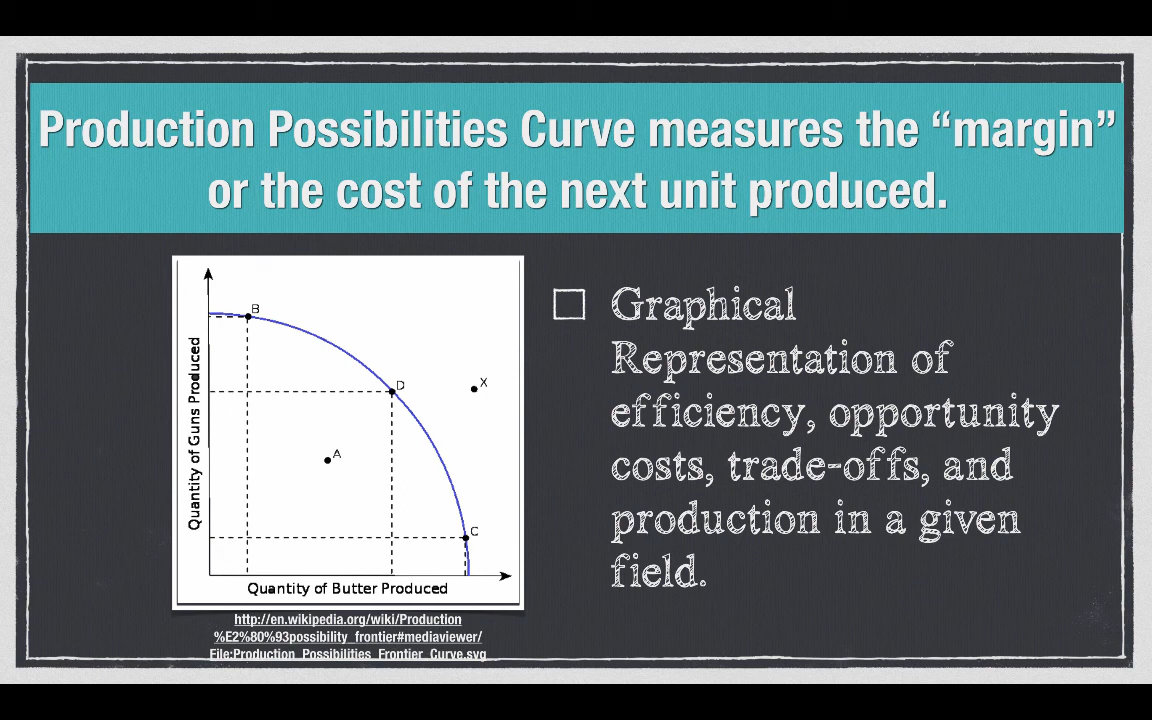 Production Possibilities Curve measures the “margin”
or the cost of the next unit produced.
B
D
X
A
C
Quantity of Guns Produced
Quantity of Butter Produced
Graphical
Representation of
efficiency, opportunity
costs, trade-offs, and
production in a given
field.
http://en.wikipedia.org/wiki/Production
%E2%80%93possibility_frontier#mediaviewer/
File:Production_Possibilities_Frontier_Curve.svg